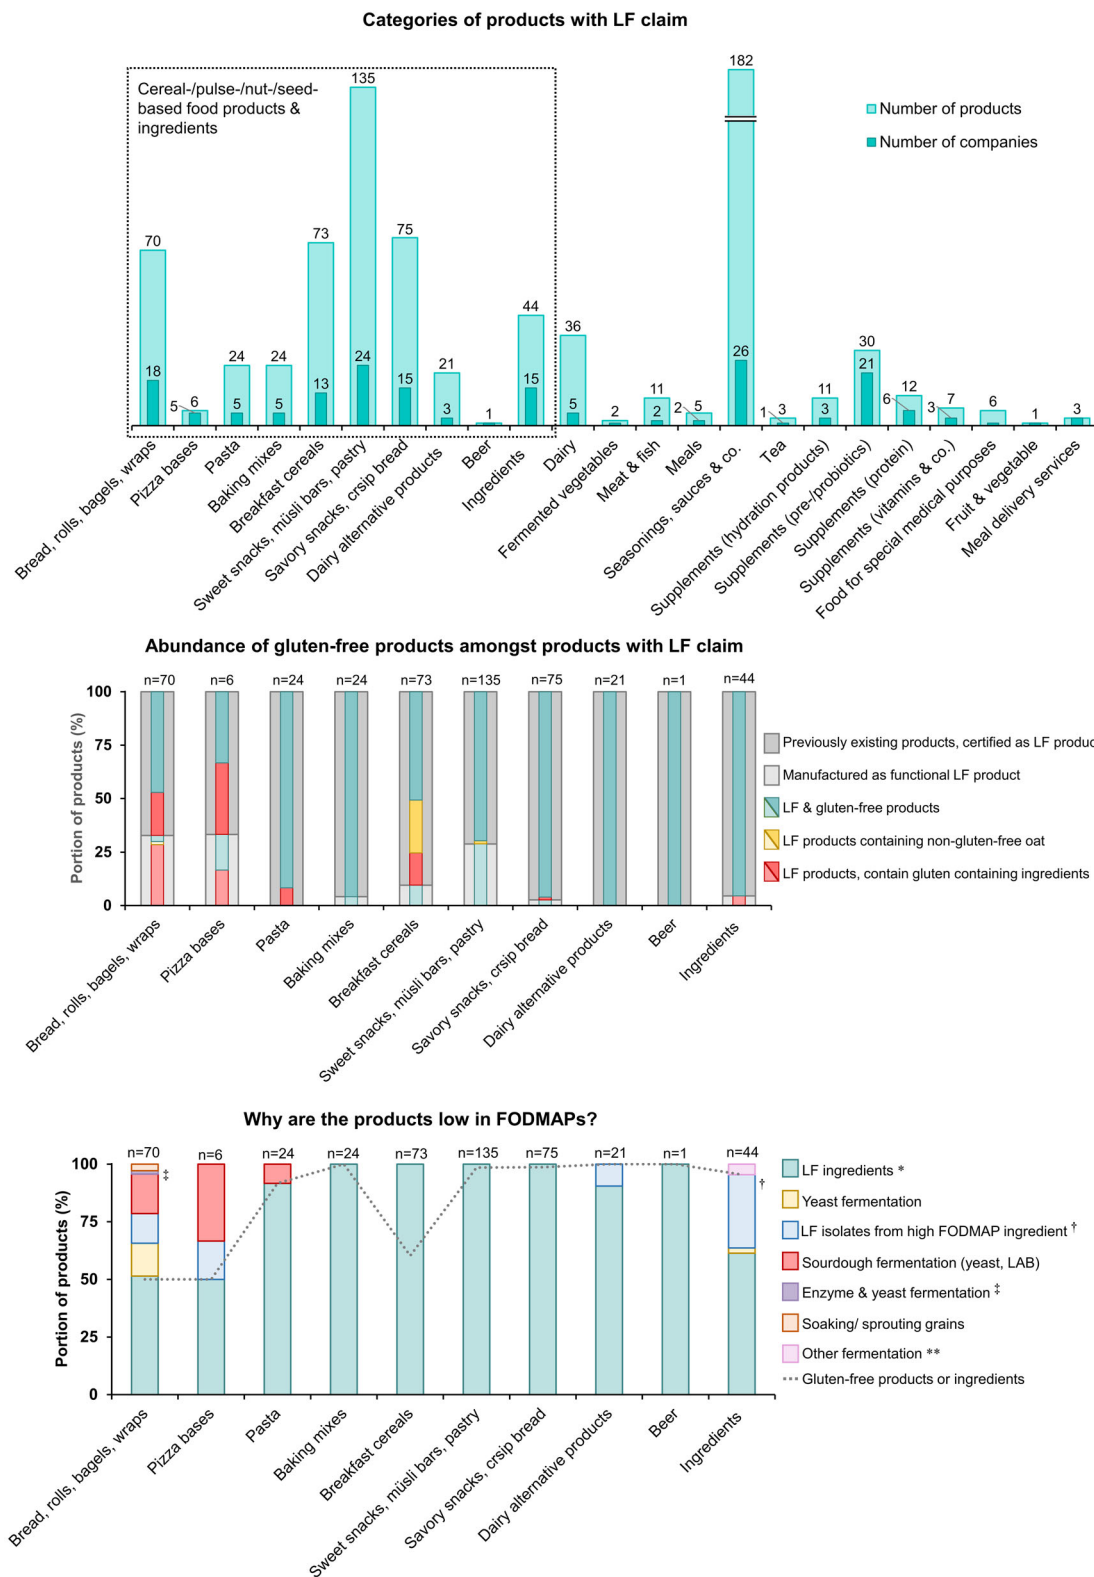 Categories of products with LF claim
Cereal-/pulse-/nut-/seed-
based food products &
ingredients
Number of products
Number of companies
70
18
5
6
24
5
24
5
73
13
135
24
75
15
21
3
1
44
15
36
5
2
11
2
2
5
182
26
1
3
11
3
30
21
6
12
3
7
6
1
3
Bread, rolls, bagels, wraps
Pizza bases
Pasta
Baking mixes
Breakfast cereals
Sweet snacks, müsli bars, pastry
Savory snacks, crsip bread
Dairy alternative products
Beer
Ingredients
Dairy
Fermented vegetables
Meat & fish
Meals
Seasonings, sauces & co.
Tea
Supplements (hydration products)
Supplements (pre-/probiotics)
Supplements (protein)
Supplements (vitamins & co.)
Food for special medical purposes
Fruit & vegetable
Meal delivery services
Abundance of gluten-free products amongst products with LF claim
n=70 n=6 n=24 n=24 n=73 n=135 n=75 n=21 n=1 n=44
Portion of products (%)
100
75
50
25
0
Previously existing products, certified as LF produc
Manufactured as functional LF product
LF & gluten-free products
LF products containing non-gluten-free oat
LF products, contain gluten containing ingredients
Bread, rolls, bagels, wraps
Pizza bases
Pasta
Baking mixes
Breakfast cereals
Sweet snacks, müsli bars, pastry
Savory snacks, crsip bread
Dairy alternative products
Beer
Ingredients
Why are the products low in FODMAPs?
n=70 n=6 n=24 n=24 n=73 n=135 n=75 n=21 n=1 n=44
Portion of products (%)
100
75
50
25
0
‡
†
LF ingredients *
Yeast fermentation
LF isolates from high FODMAP ingredient †
Sourdough fermentation (yeast, LAB)
Enzyme & yeast fermentation ‡
Soaking/ sprouting grains
Other fermentation **
Gluten-free products or ingredients
Bread, rolls, bagels, wraps
Pizza bases
Pasta
Baking mixes
Breakfast cereals
Sweet snacks, müsli bars, pastry
Savory snacks, crsip bread
Dairy alternative products
Beer
Ingredients